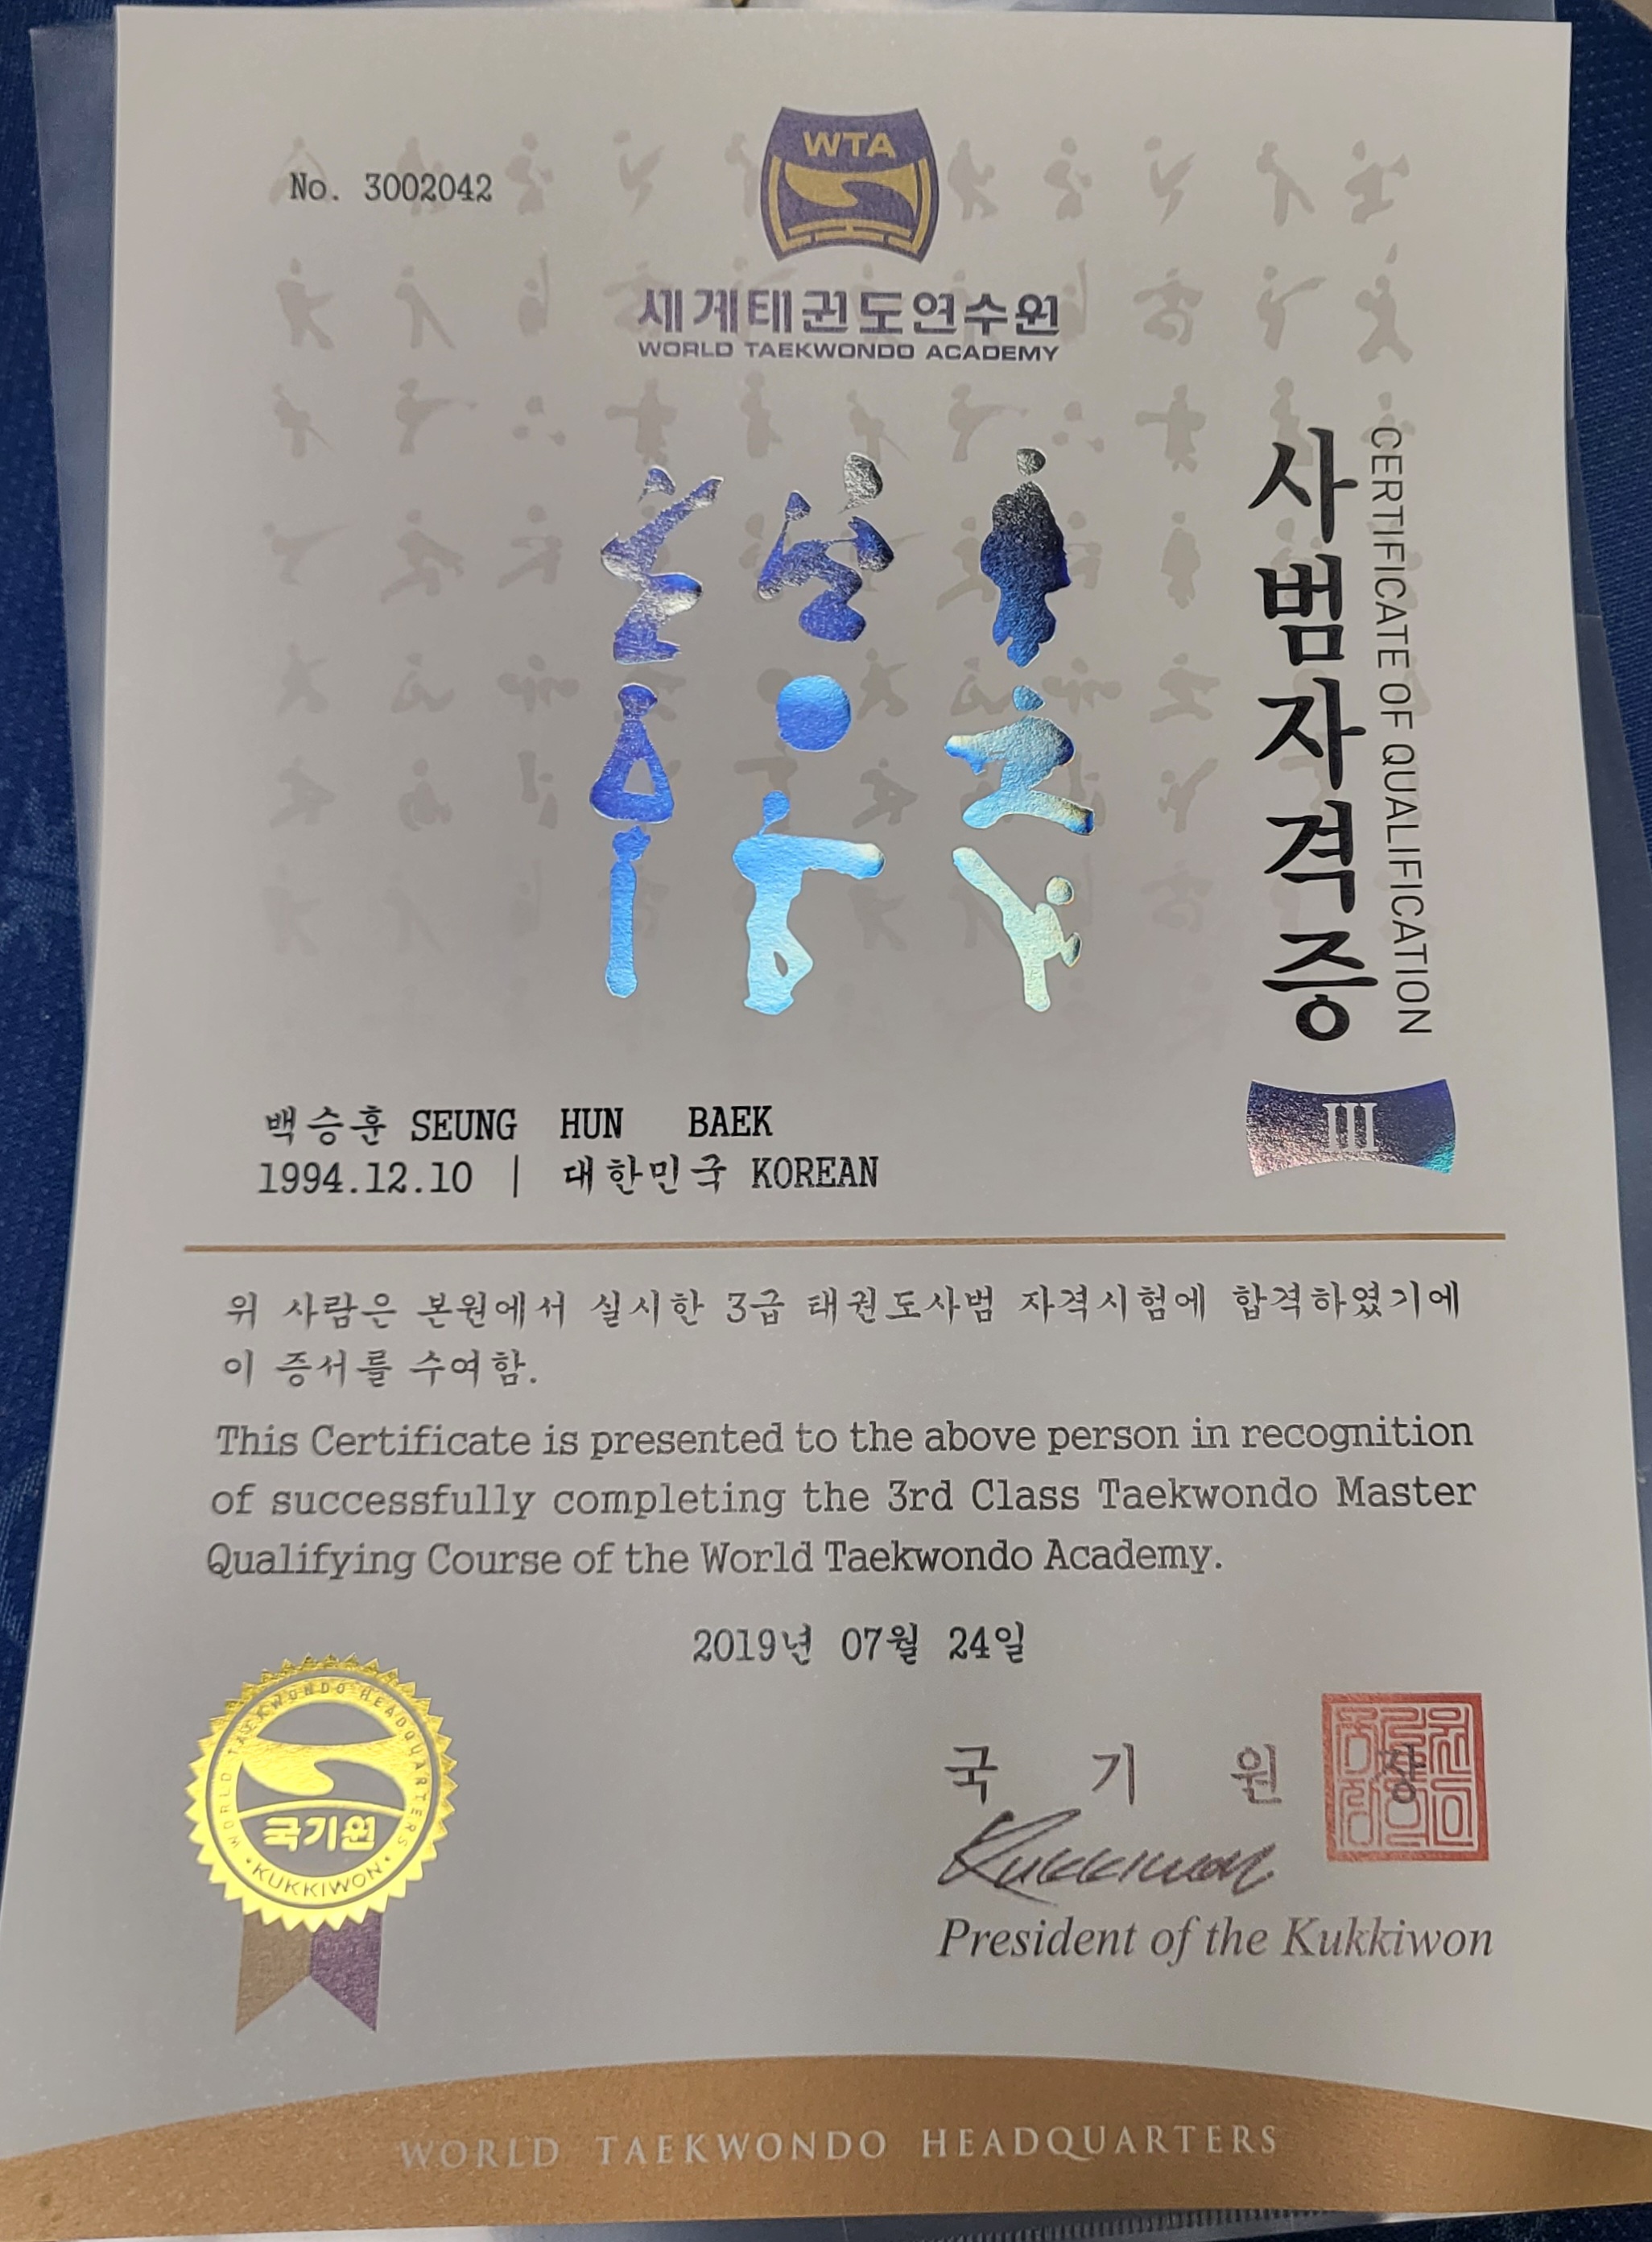 No. 3002042
WTA
세계태권도연수원
WORLD TAEKWONDO ACADEMY
사범자격증
CERTIFICATE OF QUALIFICATION
III
백승훈 SEUNG HUN BAEK
1994.12.10 | 대한민국 KOREAN
위 사람은 본원에서 실시한 3급 태권도사범 자격시험에 합격하였기에
이 증서를 수여함.
This Certificate is presented to the above person in recognition
of successfully completing the 3rd Class Taekwondo Master
Qualifying Course of the World Taekwondo Academy.
2019년 07월 24일
WORLD TAEKWONDO HEADQUARTERS
국기원
KUKKIWON
국 기 원 장
Kukkiwon
President of the Kukkiwon
WORLD TAEKWONDO HEADQUARTERS